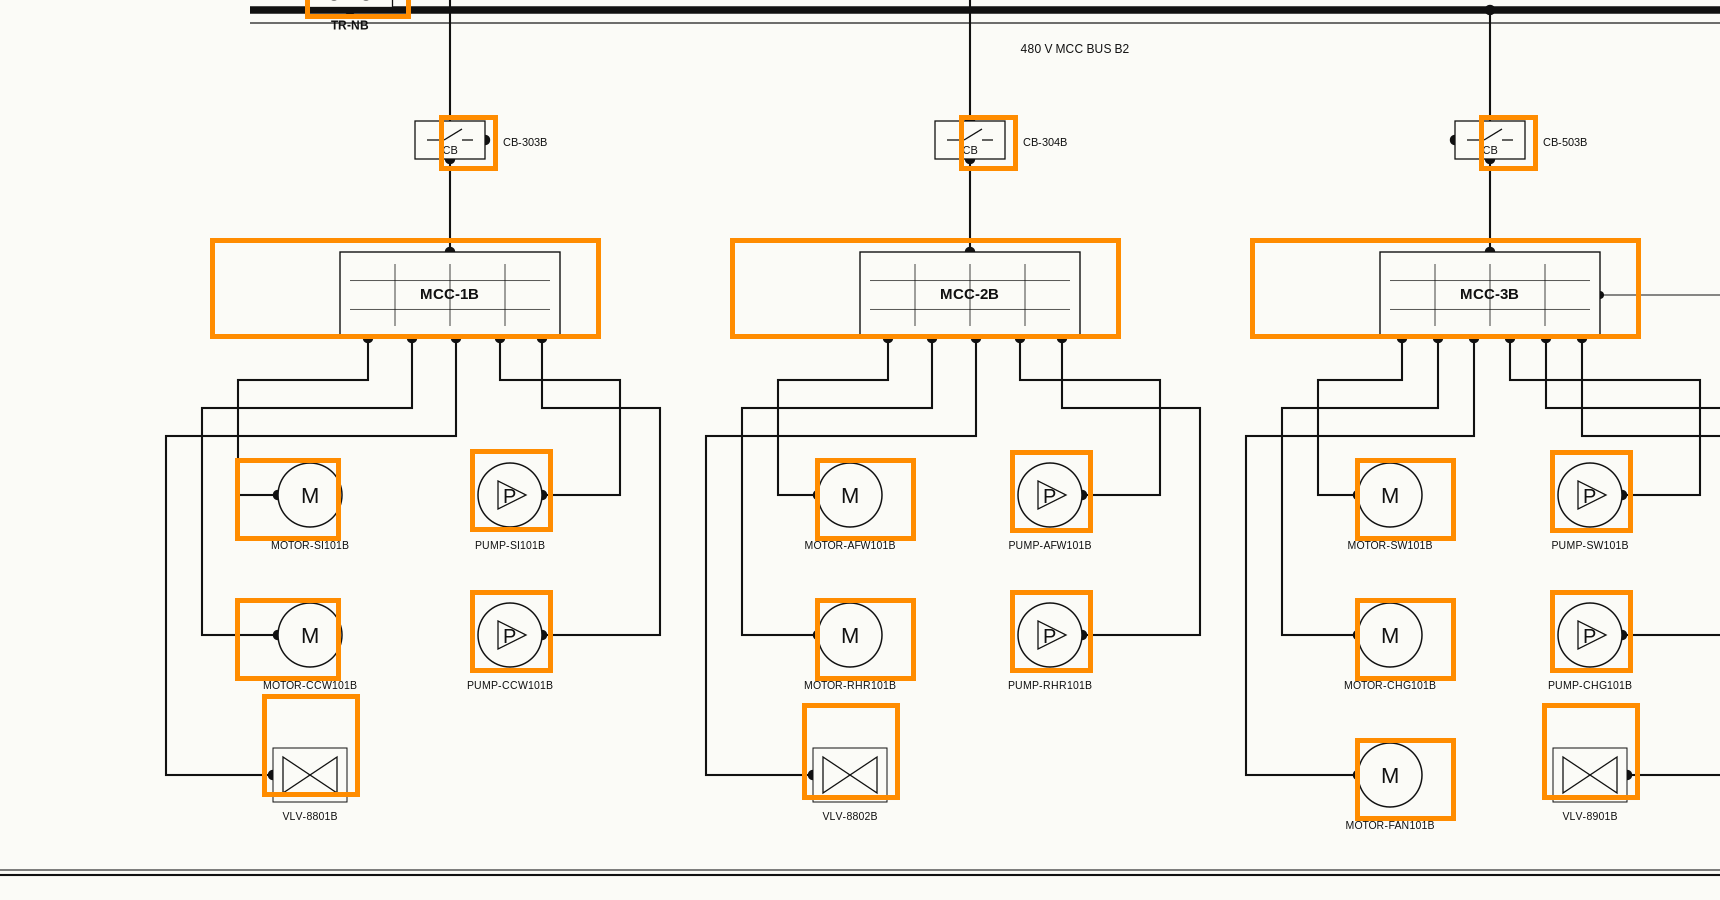 TR-NB
480 V MCC BUS B2
CB CB-303B
CB CB-304B
CB CB-503B
MCC-1B
MCC-2B
MCC-3B
M P M P M P
MOTOR-SI101B PUMP-SI101B MOTOR-AFW101B PUMP-AFW101B MOTOR-SW101B PUMP-SW101B
M P M P M P
MOTOR-CCW101B PUMP-CCW101B MOTOR-RHR101B PUMP-RHR101B MOTOR-CHG101B PUMP-CHG101B
M
VLV-8801B VLV-8802B MOTOR-FAN101B VLV-8901B